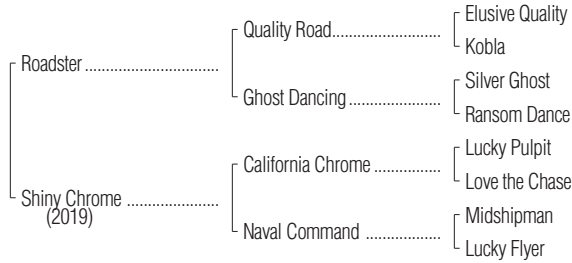 Elusive Quality
Quality Road
Kobla
Roadster
Silver Ghost
Ghost Dancing
Ransom Dance
Lucky Pulpit
California Chrome
Love the Chase
Shiny Chrome
(2019)
Midshipman
Naval Command
Lucky Flyer